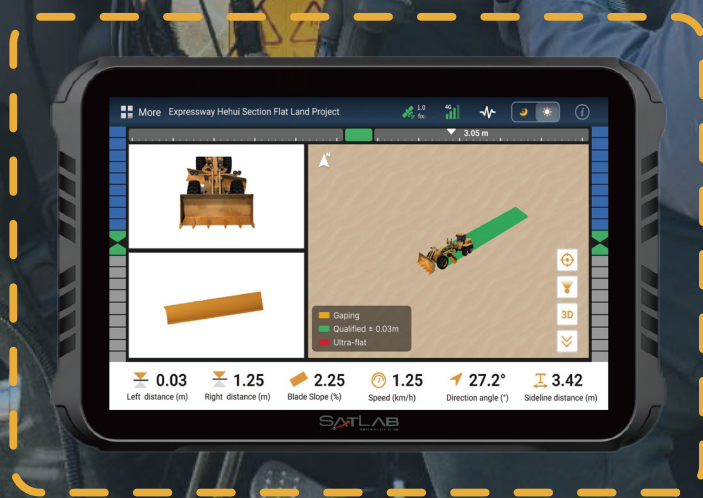 More Expressway Hehui Section Flat Land Project
1.0
fix-
4G
3.05 m
N
Gaping
Qualified ± 0.03m
Ultra-flat
3D
0.03 1.25 2.25 1.25 27.2° 3.42
Left distance (m) Right distance (m) Blade Slope (%) Speed (km/h) Direction angle (°) Sideline distance (m)
SATLAB